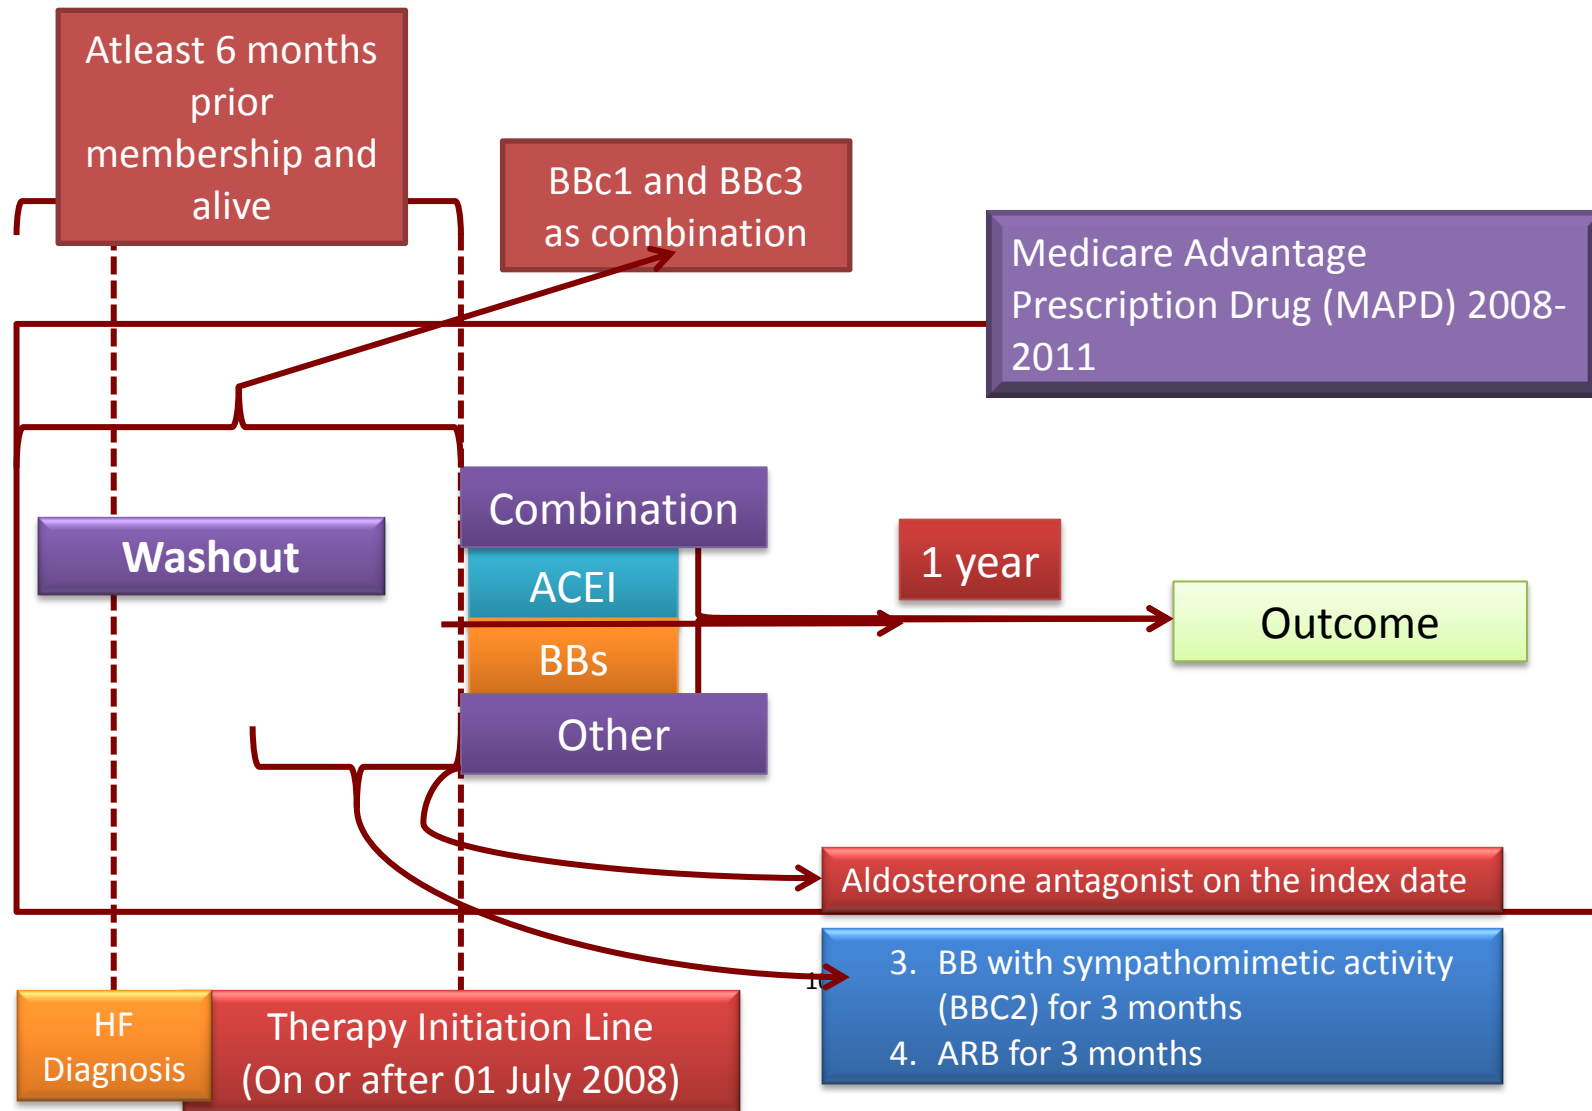 Atleast 6 months
prior
membership and
alive
BBc1 and BBc3
as combination
Medicare Advantage
Prescription Drug (MAPD) 2008-
2011
Combination
Washout
ACEI
1 year
Outcome
BBs
Other
Aldosterone antagonist on the index date
3. BB with sympathomimetic activity
(BBC2) for 3 months
4. ARB for 3 months
HF
Diagnosis
Therapy Initiation Line
(On or after 01 July 2008)